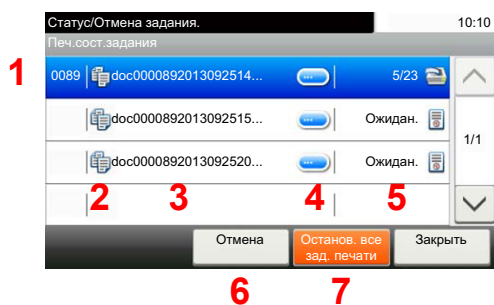 Статус/Отмена задания. 10:10
Печ.сост.задания
1 0089 doc0000892013092514... ... 5/23
doc0000892013092515... ... Ожидан.
1/1
doc0000892013092520... ... Ожидан.
2 3 4 5
Отмена Останов. все зад. печати Закрыть
6 7